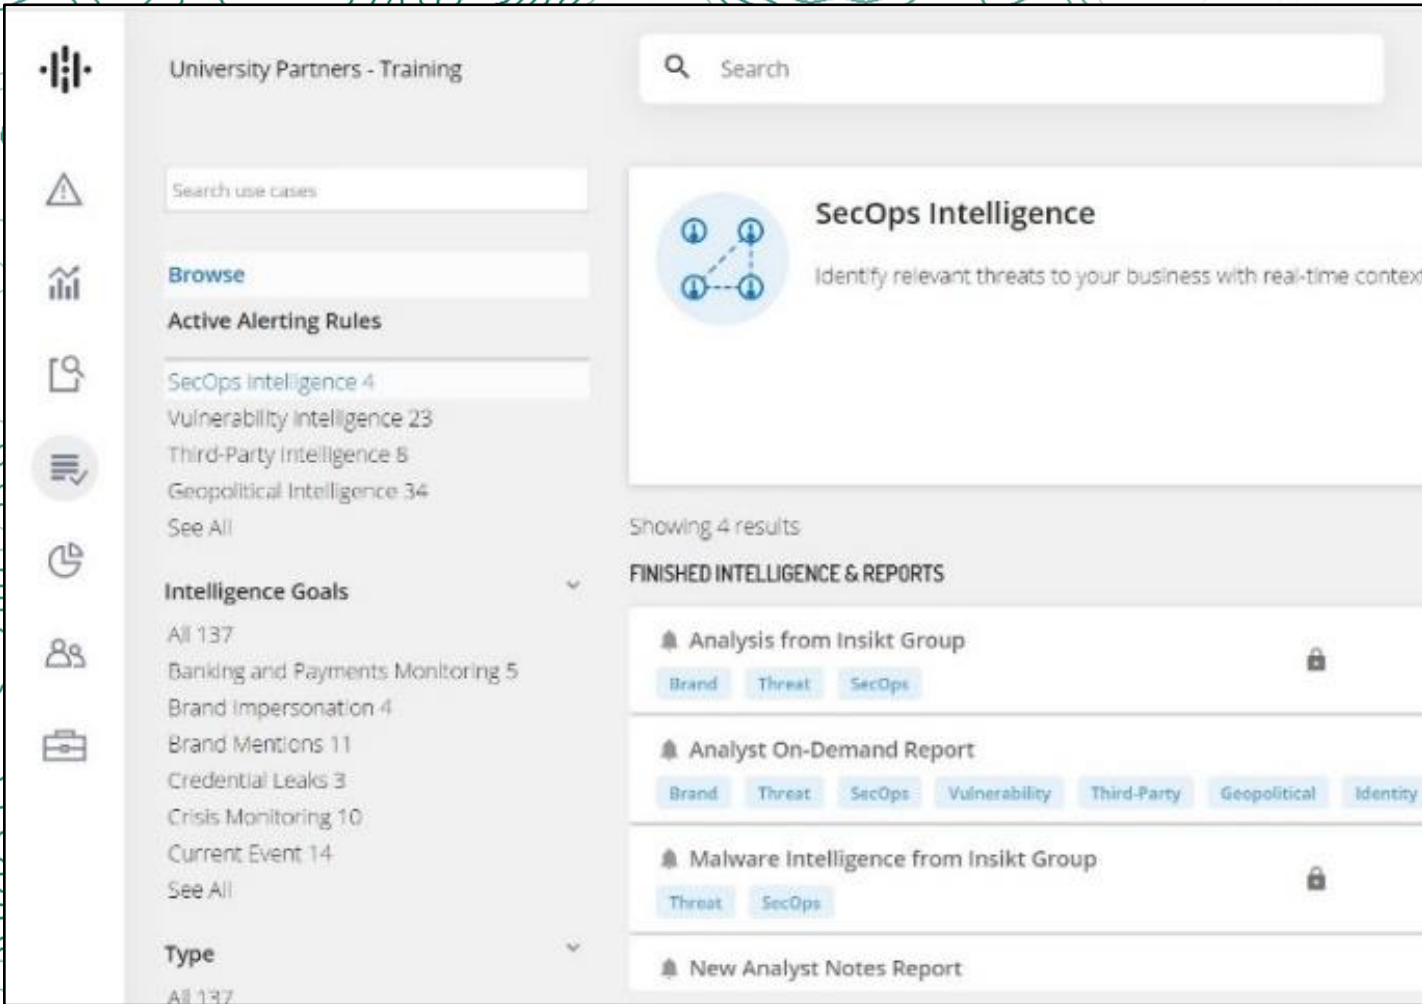 University Partners - Training
Search
Search use cases
Browse
Active Alerting Rules
SecOps Intelligence 4
Vulnerability Intelligence 23
Third-Party Intelligence 8
Geopolitical Intelligence 34
See All
Intelligence Goals
All 137
Banking and Payments Monitoring 5
Brand Impersonation 4
Brand Mentions 11
Credential Leaks 3
Crisis Monitoring 10
Current Event 14
See All
Type
All 137
SecOps Intelligence
Identify relevant threats to your business with real-time context
Showing 4 results
FINISHED INTELLIGENCE & REPORTS
Analysis from Insikt Group
Brand Threat SecOps
Analyst On-Demand Report
Brand Threat SecOps Vulnerability Third-Party Geopolitical Identity
Malware Intelligence from Insikt Group
Threat SecOps
New Analyst Notes Report